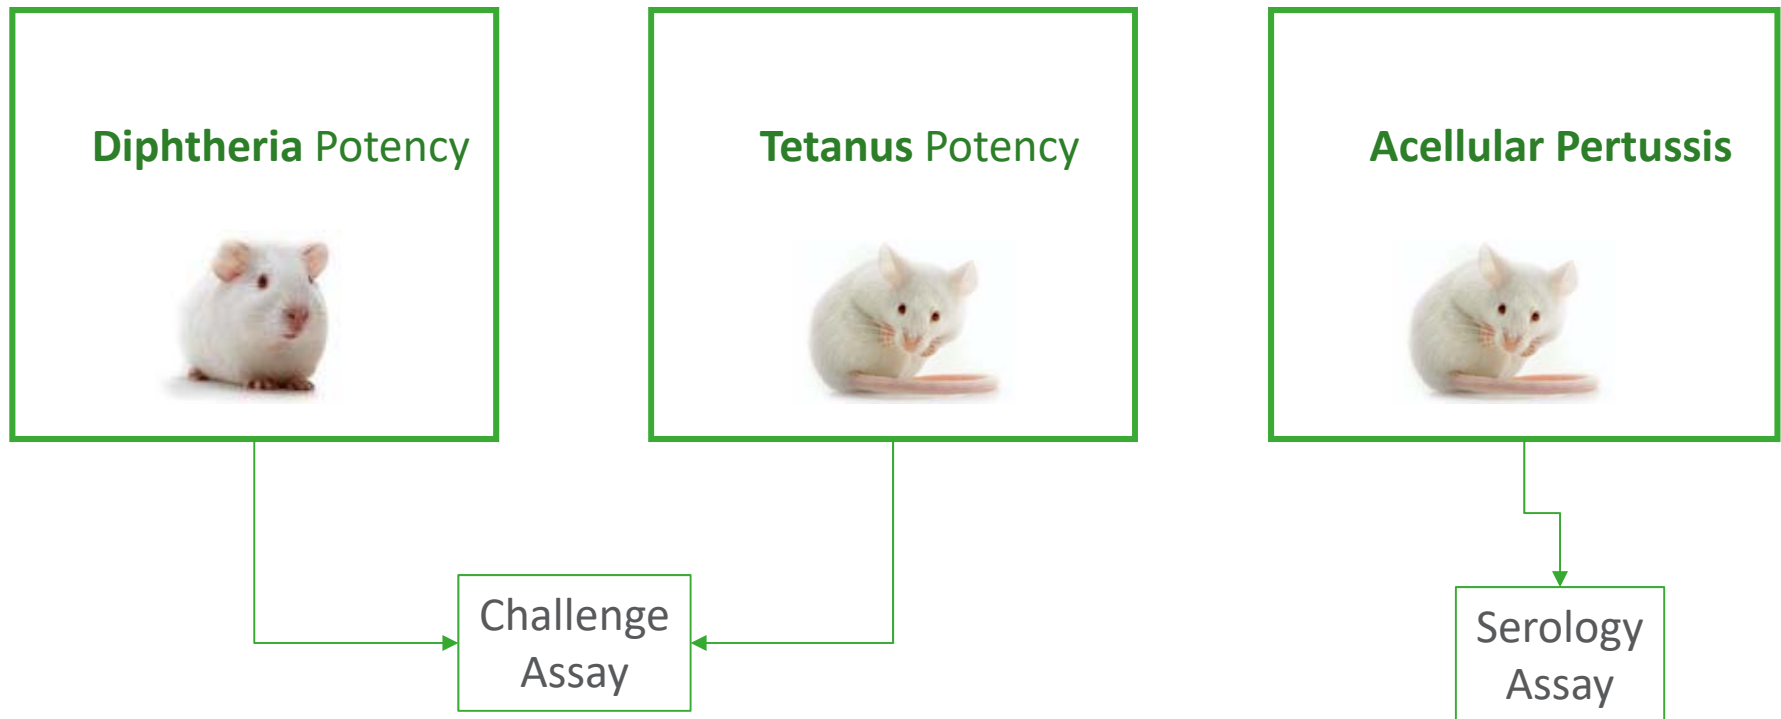 Diphtheria Potency
Tetanus Potency
Acellular Pertussis
Challenge
Assay
Serology
Assay